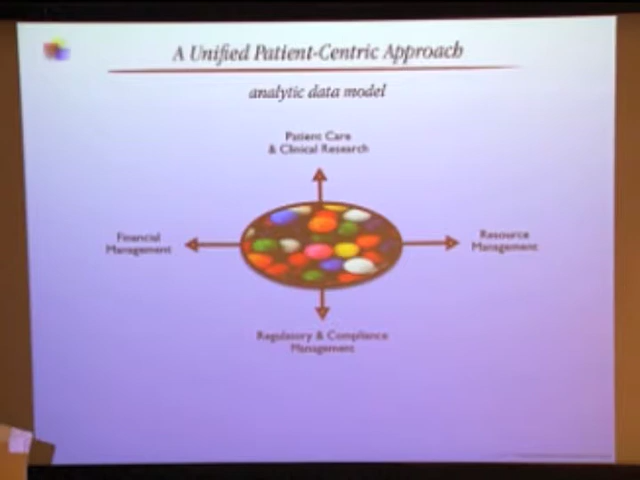 A Unified Patient-Centric Approach
analytic data model
Patient Care
& Clinical Research
Financial
Management
Resource
Management
Regulatory & Compliance
Management